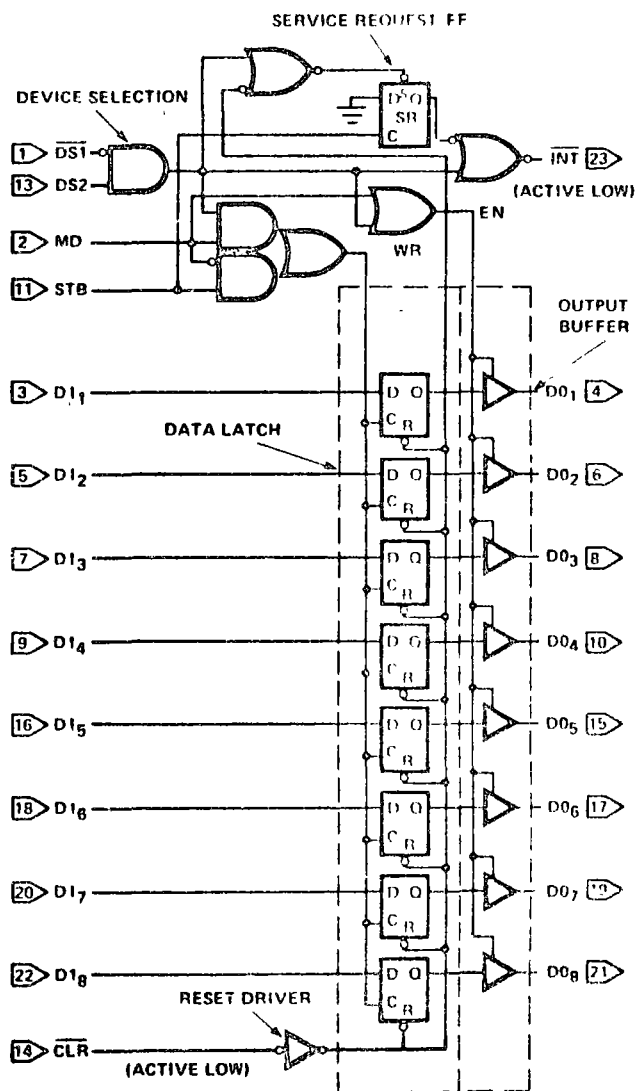 SERVICE REQUEST FF
DEVICE SELECTION
D S Q
SR
C
1 DS1
13 DS2
INT 23
(ACTIVE LOW)
2 MD
EN
WR
11 STB
OUTPUT
BUFFER
3 DI1 D Q C R DO1 4
DATA LATCH
5 DI2 D Q C R DO2 6
7 DI3 D Q C R DO3 8
9 DI4 D Q C R DO4 10
16 DI5 D Q C R DO5 15
18 DI6 D Q C R DO6 17
20 DI7 D Q C R DO7 19
22 DI8 D Q C R DO8 21
RESET DRIVER
14 CLR
(ACTIVE LOW)